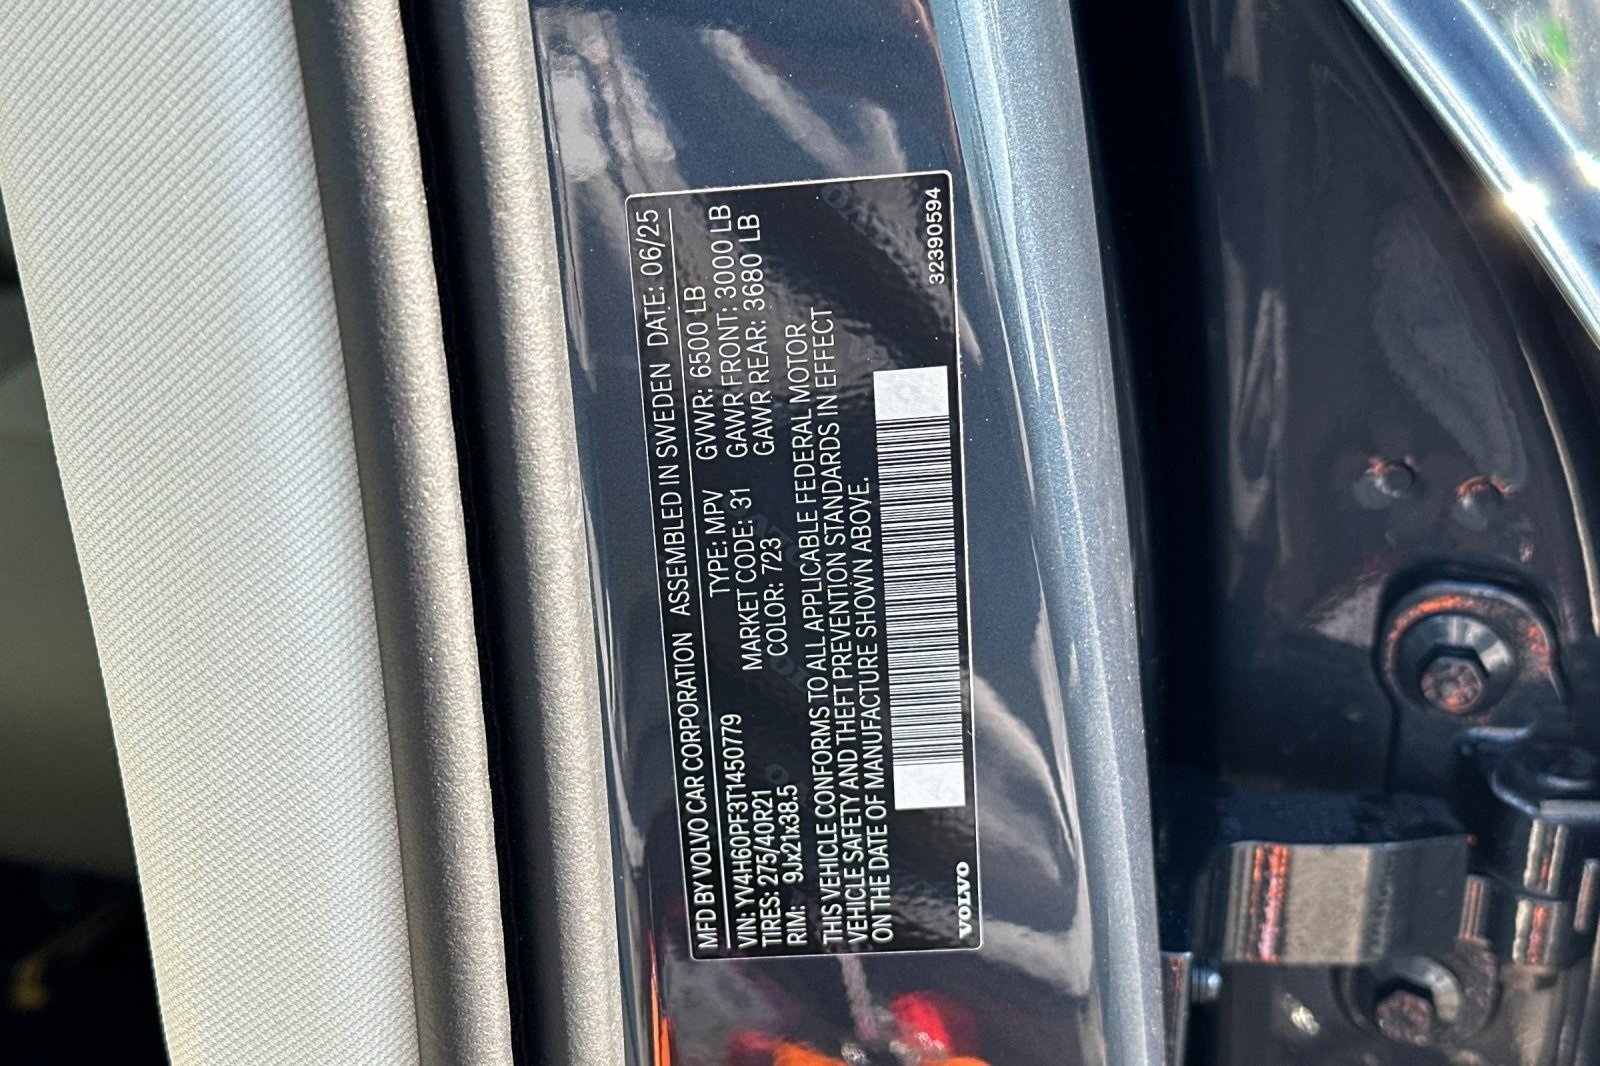 MFD BY VOLVO CAR CORPORATION ASSEMBLED IN SWEDEN DATE: 06/25
VIN: YV4H60PF3T1450779 TYPE: MPV GVWR: 6500 LB
TIRES: 275/40R21 MARKET CODE: 31 GAWR FRONT: 3000 LB
RIM: 9Jx21x38.5 COLOR: 723 GAWR REAR: 3680 LB
THIS VEHICLE CONFORMS TO ALL APPLICABLE FEDERAL MOTOR
VEHICLE SAFETY AND THEFT PREVENTION STANDARDS IN EFFECT
ON THE DATE OF MANUFACTURE SHOWN ABOVE.
VOLVO 32390594